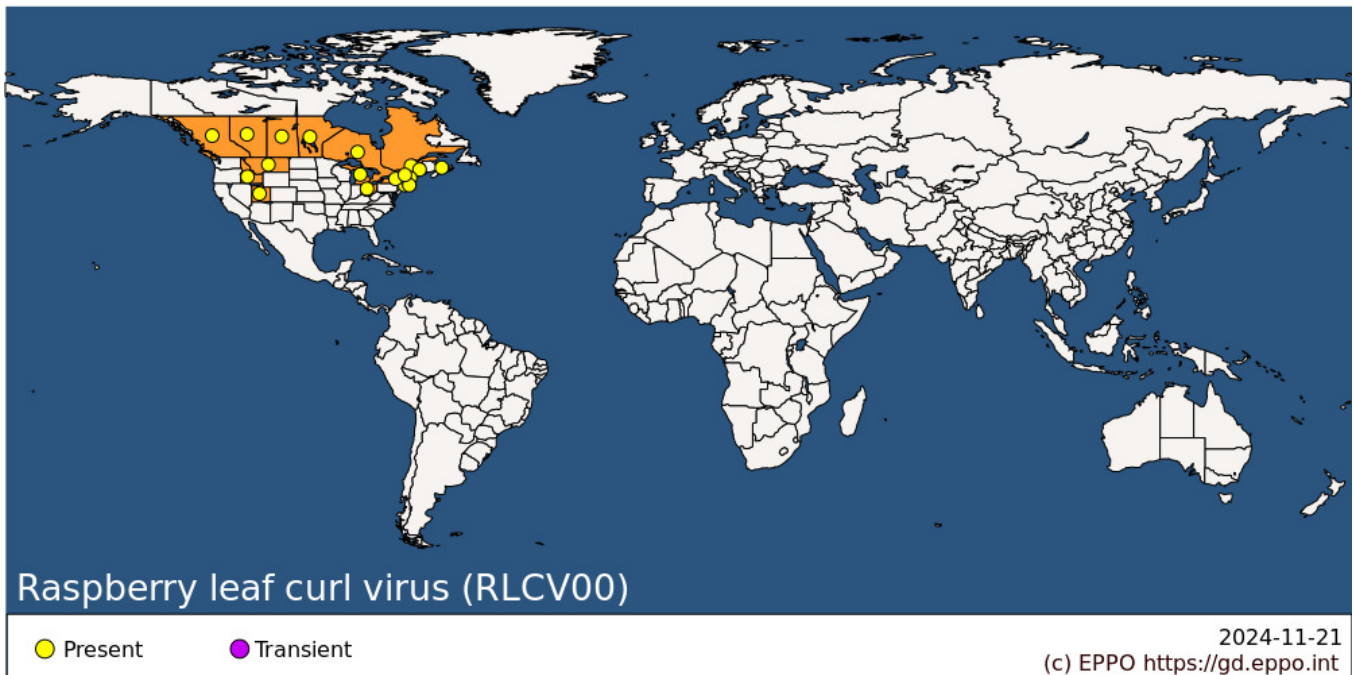 Raspberry leaf curl virus (RLCV00)
Present
Transient
2024-11-21
(c) EPPO https://gd.eppo.int